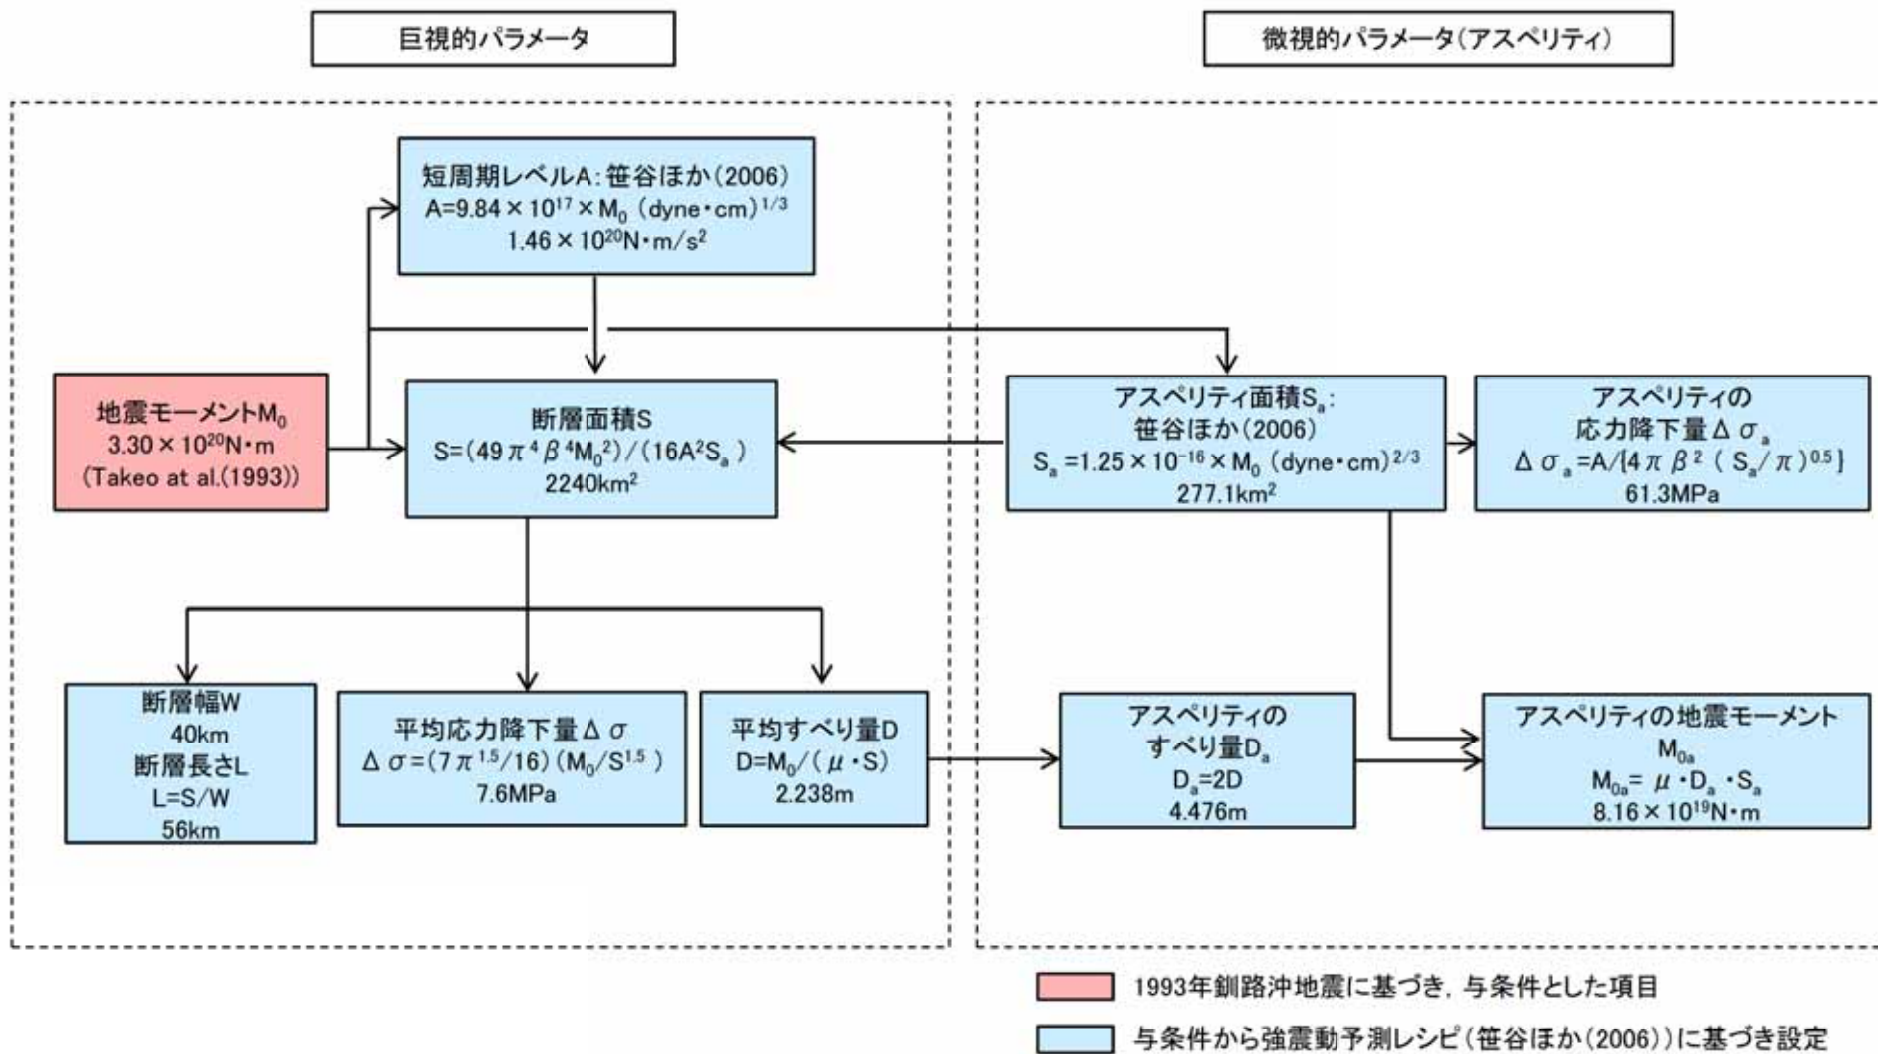 巨視的パラメータ
微視的パラメータ(アスペリティ)
短周期レベルA:笹谷ほか(2006)
A=9.84×10¹⁷×M₀ (dyne・cm)¹/³
1.46×10²⁰N・m/s²
地震モーメントM₀
3.30×10²⁰N・m
(Takeo at al.(1993))
断層面積S
S=(49π⁴β⁴M₀²)/(16A²Sₐ)
2240km²
アスペリティ面積Sₐ:
笹谷ほか(2006)
Sₐ=1.25×10⁻¹⁶×M₀ (dyne・cm)²/³
277.1km²
アスペリティの
応力降下量Δσₐ
Δσₐ=A/{4πβ² (Sₐ/π)⁰·⁵}
61.3MPa
断層幅W
40km
断層長さL
L=S/W
56km
平均応力降下量Δσ
Δσ=(7π¹·⁵/16)(M₀/S¹·⁵)
7.6MPa
平均すべり量D
D=M₀/(μ・S)
2.238m
アスペリティの
すべり量Dₐ
Dₐ=2D
4.476m
アスペリティの地震モーメント
M₀ₐ
M₀ₐ=μ・Dₐ・Sₐ
8.16×10¹⁹N・m
1993年釧路沖地震に基づき,与条件とした項目
与条件から強震動予測レシピ(笹谷ほか(2006))に基づき設定